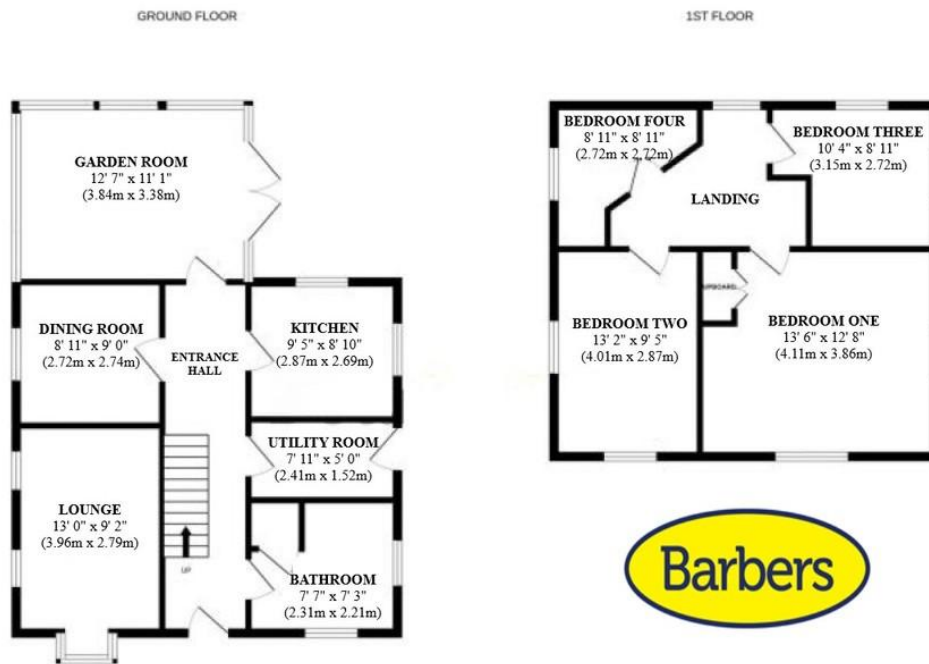 GROUND FLOOR
GARDEN ROOM
12' 7" x 11' 1"
(3.84m x 3.38m)
DINING ROOM
8' 11" x 9' 0"
(2.72m x 2.74m)
ENTRANCE
HALL
KITCHEN
9' 5" x 8' 10"
(2.87m x 2.69m)
UTILITY ROOM
7' 11" x 5' 0"
(2.41m x 1.52m)
LOUNGE
13' 0" x 9' 2"
(3.96m x 2.79m)
UP
BATHROOM
7' 7" x 7' 3"
(2.31m x 2.21m)
1ST FLOOR
BEDROOM FOUR
8' 11" x 8' 11"
(2.72m x 2.72m)
BEDROOM THREE
10' 4" x 8' 11"
(3.15m x 2.72m)
LANDING
BEDROOM TWO
13' 2" x 9' 5"
(4.01m x 2.87m)
BEDROOM ONE
13' 6" x 12' 8"
(4.11m x 3.86m)
Barbers